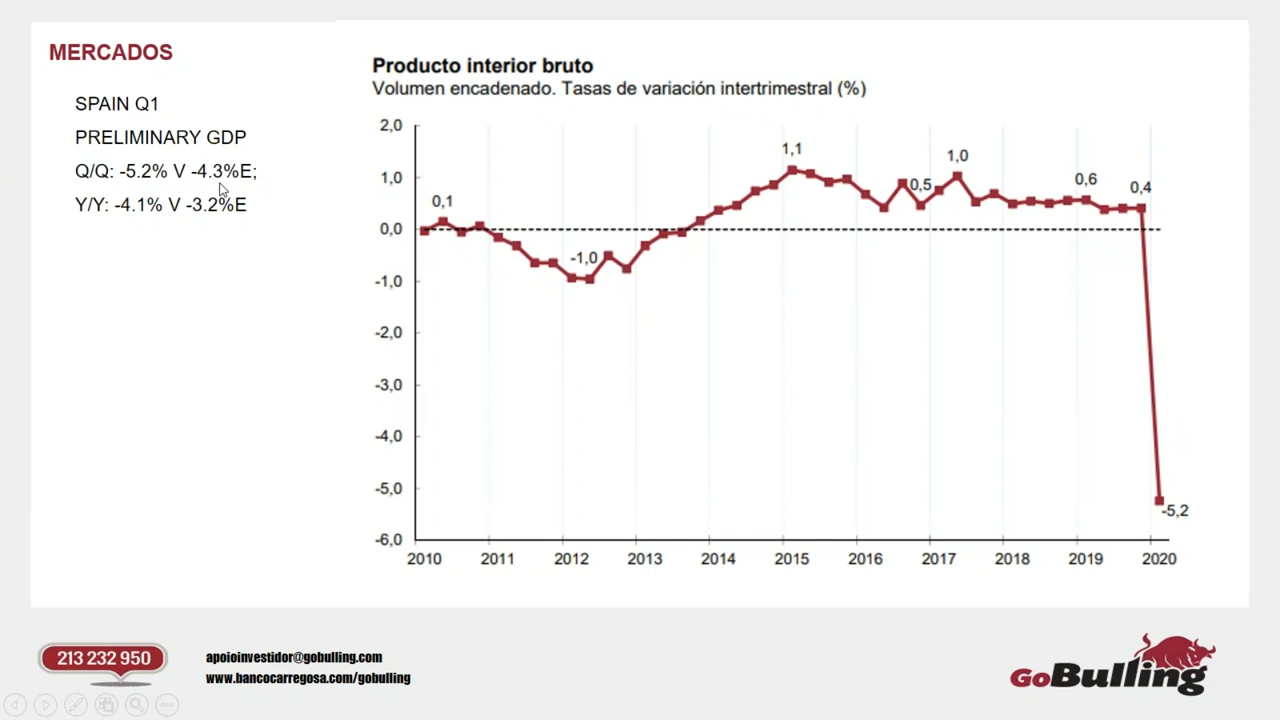 MERCADOS
SPAIN Q1
PRELIMINARY GDP
Q/Q: -5.2% V -4.3%E;
Y/Y: -4.1% V -3.2%E
Producto interior bruto
Volumen encadenado. Tasas de variación intertrimestral (%)
2,0
1,0
0,0
-1,0
-2,0
-3,0
-4,0
-5,0
-6,0
0,1
-1,0
1,1
0,5
1,0
0,6
0,4
-5,2
2010 2011 2012 2013 2014 2015 2016 2017 2018 2019 2020
213 232 950
apoioinvestidor@gobulling.com
www.bancocarregosa.com/gobulling
GoBulling